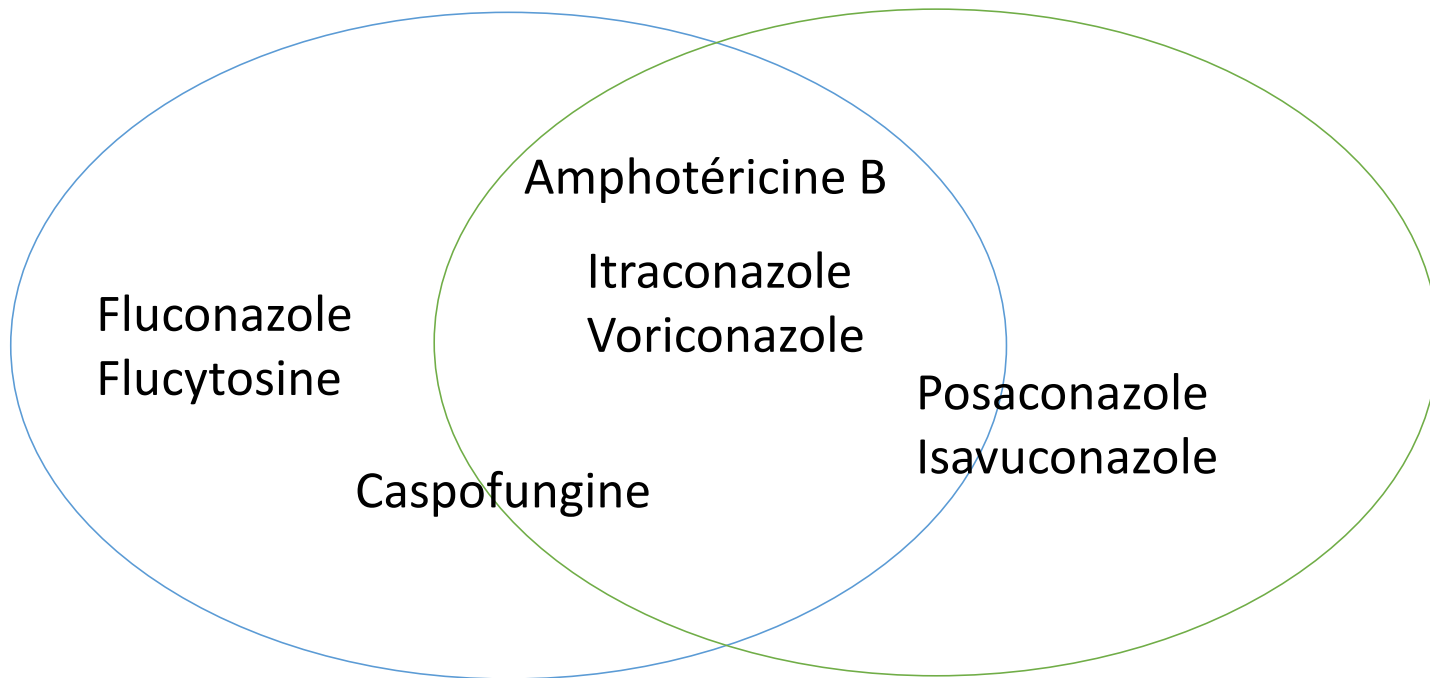 Amphotéricine B
Itraconazole
Voriconazole
Fluconazole
Flucytosine
Posaconazole
Isavuconazole
Caspofungine